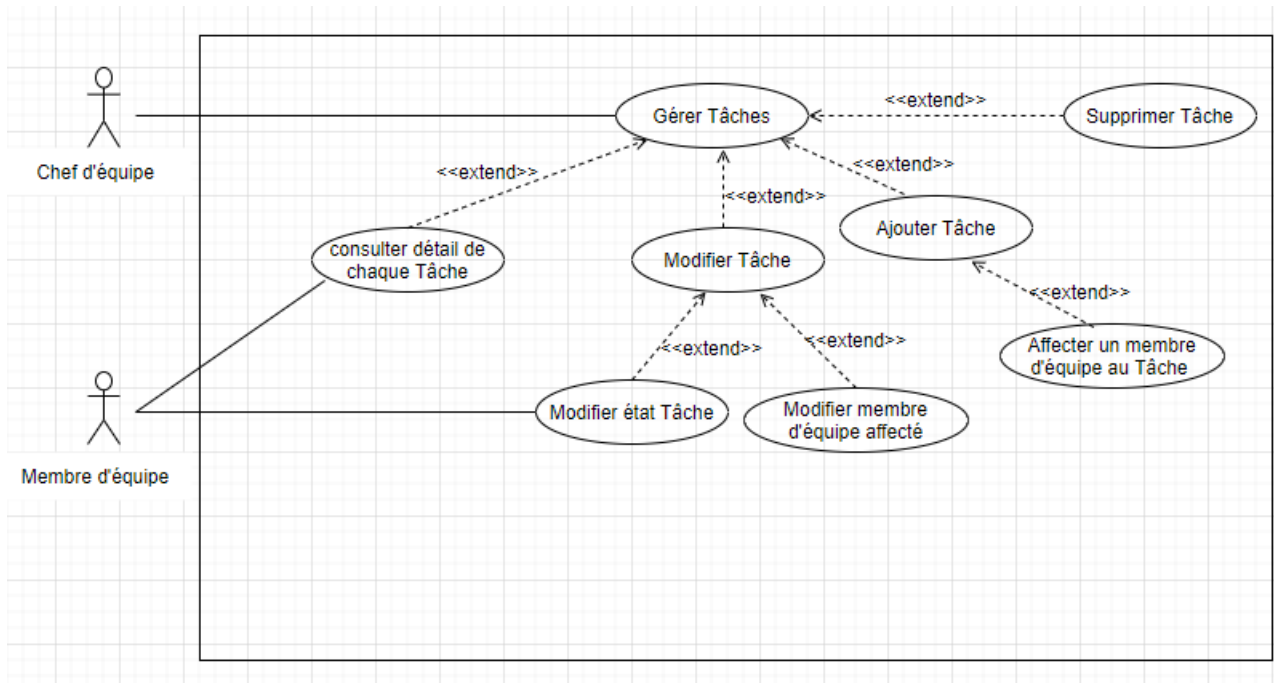 <<extend>>
Gérer Tâches
Supprimer Tâche
Chef d'équipe
<<extend>>
<<extend>>
<<extend>>
Ajouter Tâche
consulter détail de
chaque Tâche
Modifier Tâche
<<extend>>
<<extend>>
<<extend>>
Affecter un membre
d'équipe au Tâche
Modifier état Tâche
Modifier membre
d'équipe affecté
Membre d'équipe